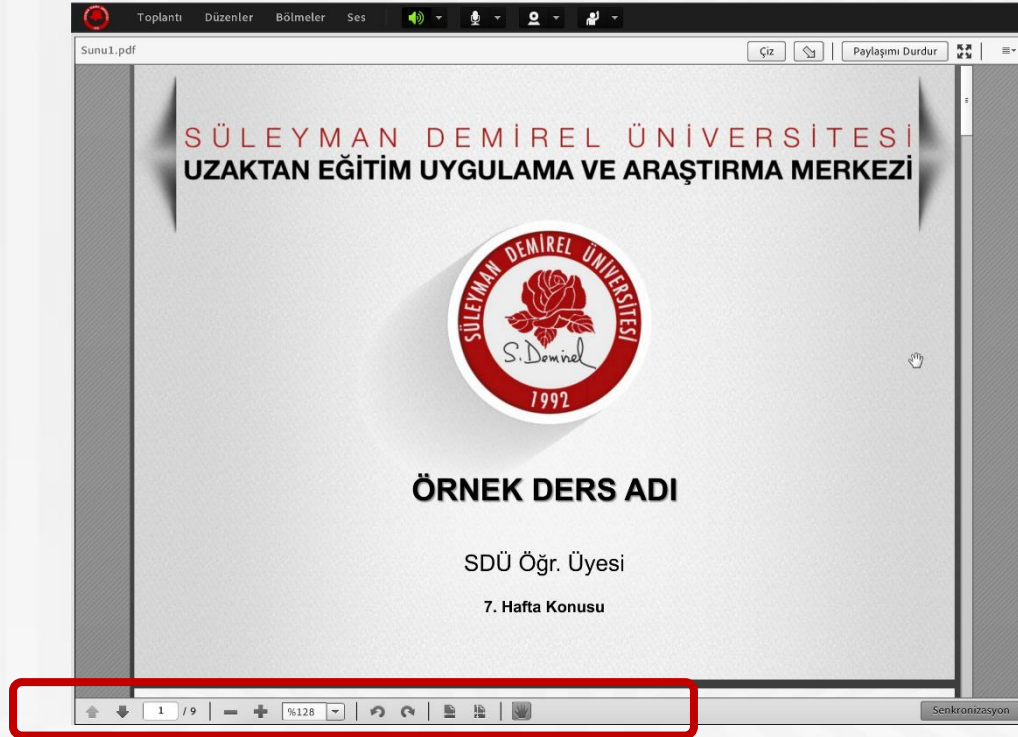 Toplantı Düzenler Bölmeler Ses
Sunu1.pdf Çiz Paylaşımı Durdur
SÜLEYMAN DEMİREL ÜNİVERSİTESİ
UZAKTAN EĞİTİM UYGULAMA VE ARAŞTIRMA MERKEZİ
SÜLEYMAN DEMİREL ÜNİVERSİTESİ
S. Demirel
1992
ÖRNEK DERS ADI
SDÜ Öğr. Üyesi
7. Hafta Konusu
1 / 9 %128 Senkronizasyon